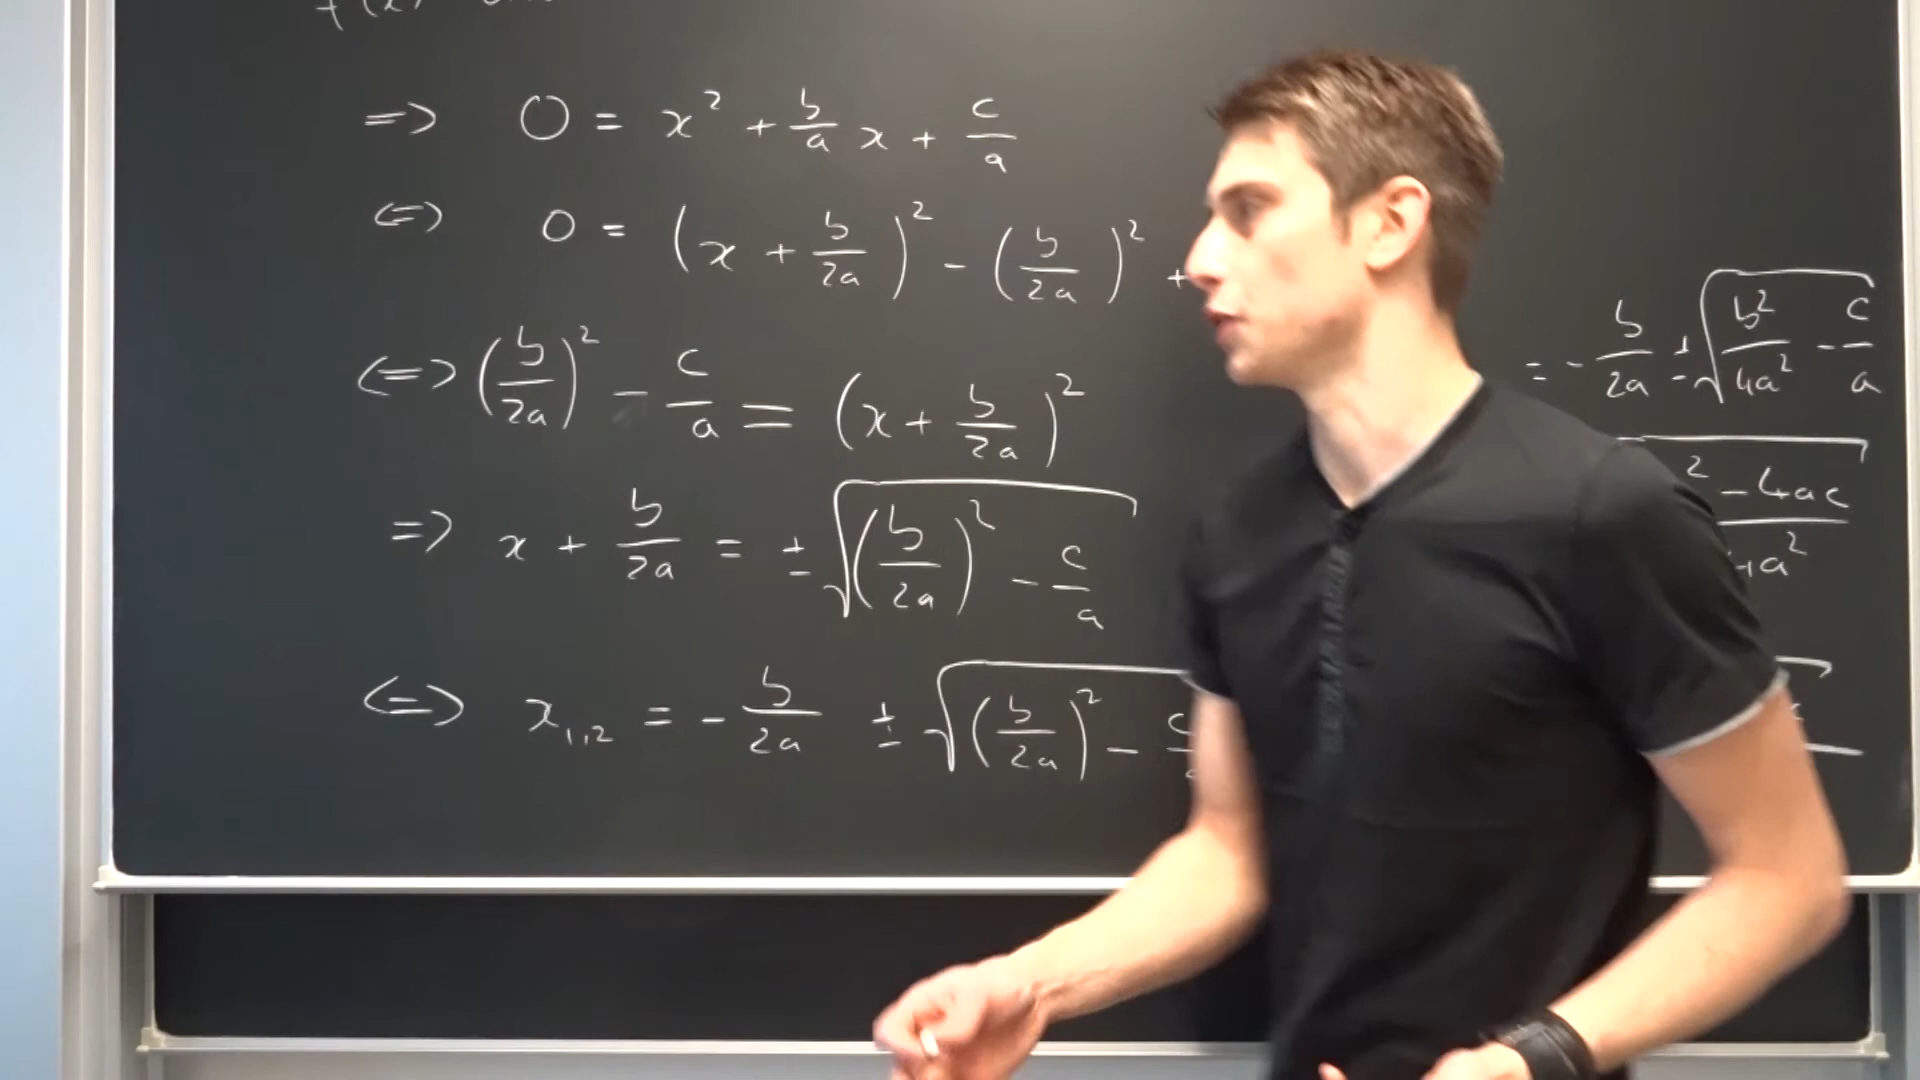 => 0 = x² + b/a x + c/a
<=> 0 = (x + b/2a)² - (b/2a)² +
<=> (b/2a)² - c/a = (x + b/2a)²
=> x + b/2a = ± √((b/2a)² - c/a)
<=> x₁,₂ = - b/2a ± √((b/2a)² - c
= - b/2a ± √(b²/4a² - c/a)
² - 4ac
4a²